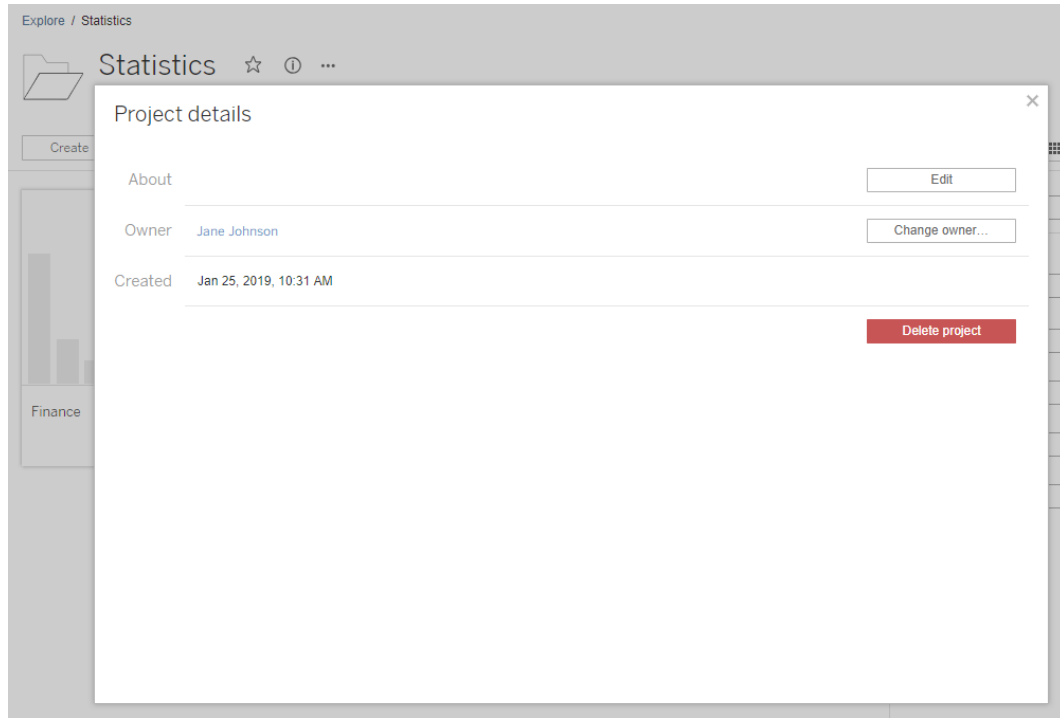 Explore / Statistics
Statistics
Project details
Create
About
Edit
Owner Jane Johnson
Change owner...
Created Jan 25, 2019, 10:31 AM
Delete project
Finance